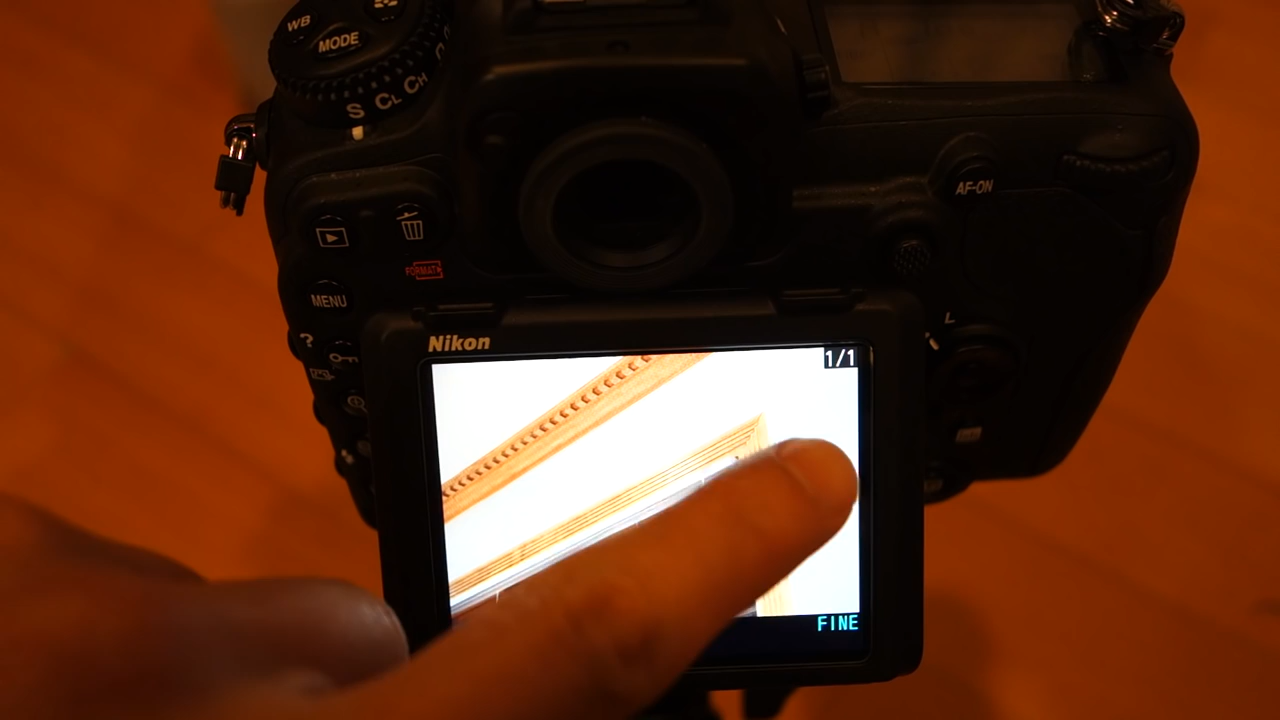 WB
MODE
S CL CH
AF-ON
FORMAT
MENU
L
?
Nikon
1/1
FINE